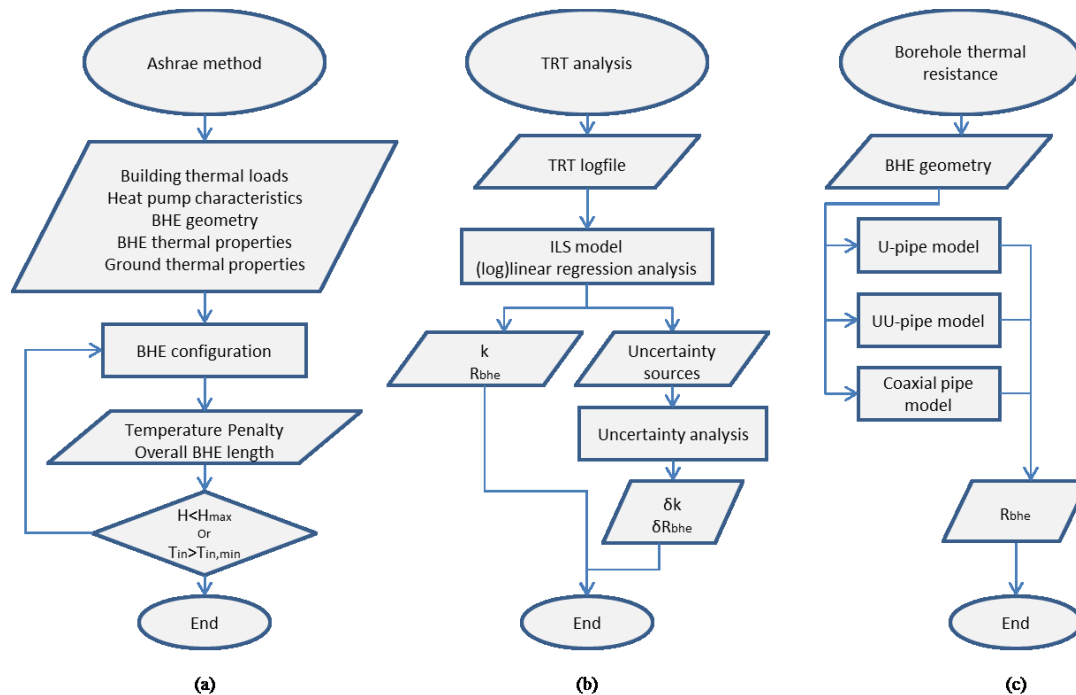 Ashrae method
Building thermal loads
Heat pump characteristics
BHE geometry
BHE thermal properties
Ground thermal properties
BHE configuration
Temperature Penalty
Overall BHE length
H<Hmax
Or
Tin>Tin,min
End
(a)
TRT analysis
TRT logfile
ILS model
(log)linear regression analysis
k
Rbhe
Uncertainty
sources
Uncertainty analysis
δk
δRbhe
End
(b)
Borehole thermal
resistance
BHE geometry
U-pipe model
UU-pipe model
Coaxial pipe
model
Rbhe
End
(c)